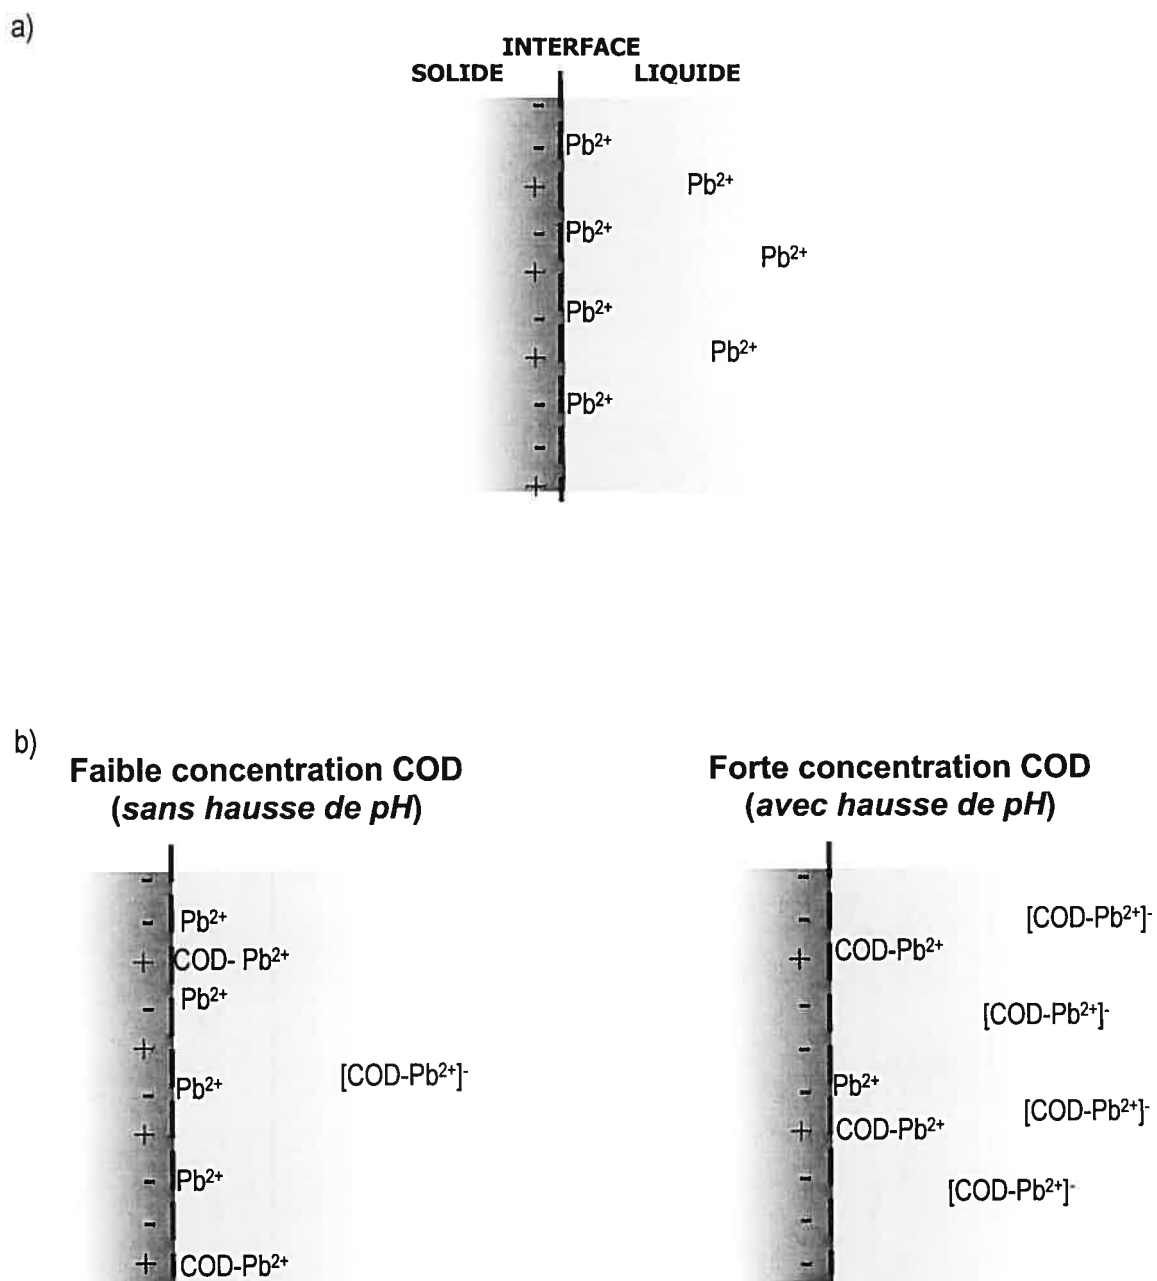 a)
INTERFACE
SOLIDE LIQUIDE
-
- Pb²⁺
+ Pb²⁺
- Pb²⁺
+ Pb²⁺
- Pb²⁺
+ Pb²⁺
- Pb²⁺
-
+
b)
Faible concentration COD
(sans hausse de pH)
-
- Pb²⁺
+ COD- Pb²⁺
- Pb²⁺
+
- Pb²⁺ [COD-Pb²⁺]⁻
+
- Pb²⁺
-
+ COD-Pb²⁺
Forte concentration COD
(avec hausse de pH)
-
- [COD-Pb²⁺]⁻
+ COD-Pb²⁺
- [COD-Pb²⁺]⁻
-
- Pb²⁺ [COD-Pb²⁺]⁻
+ COD-Pb²⁺
- [COD-Pb²⁺]⁻
-
-